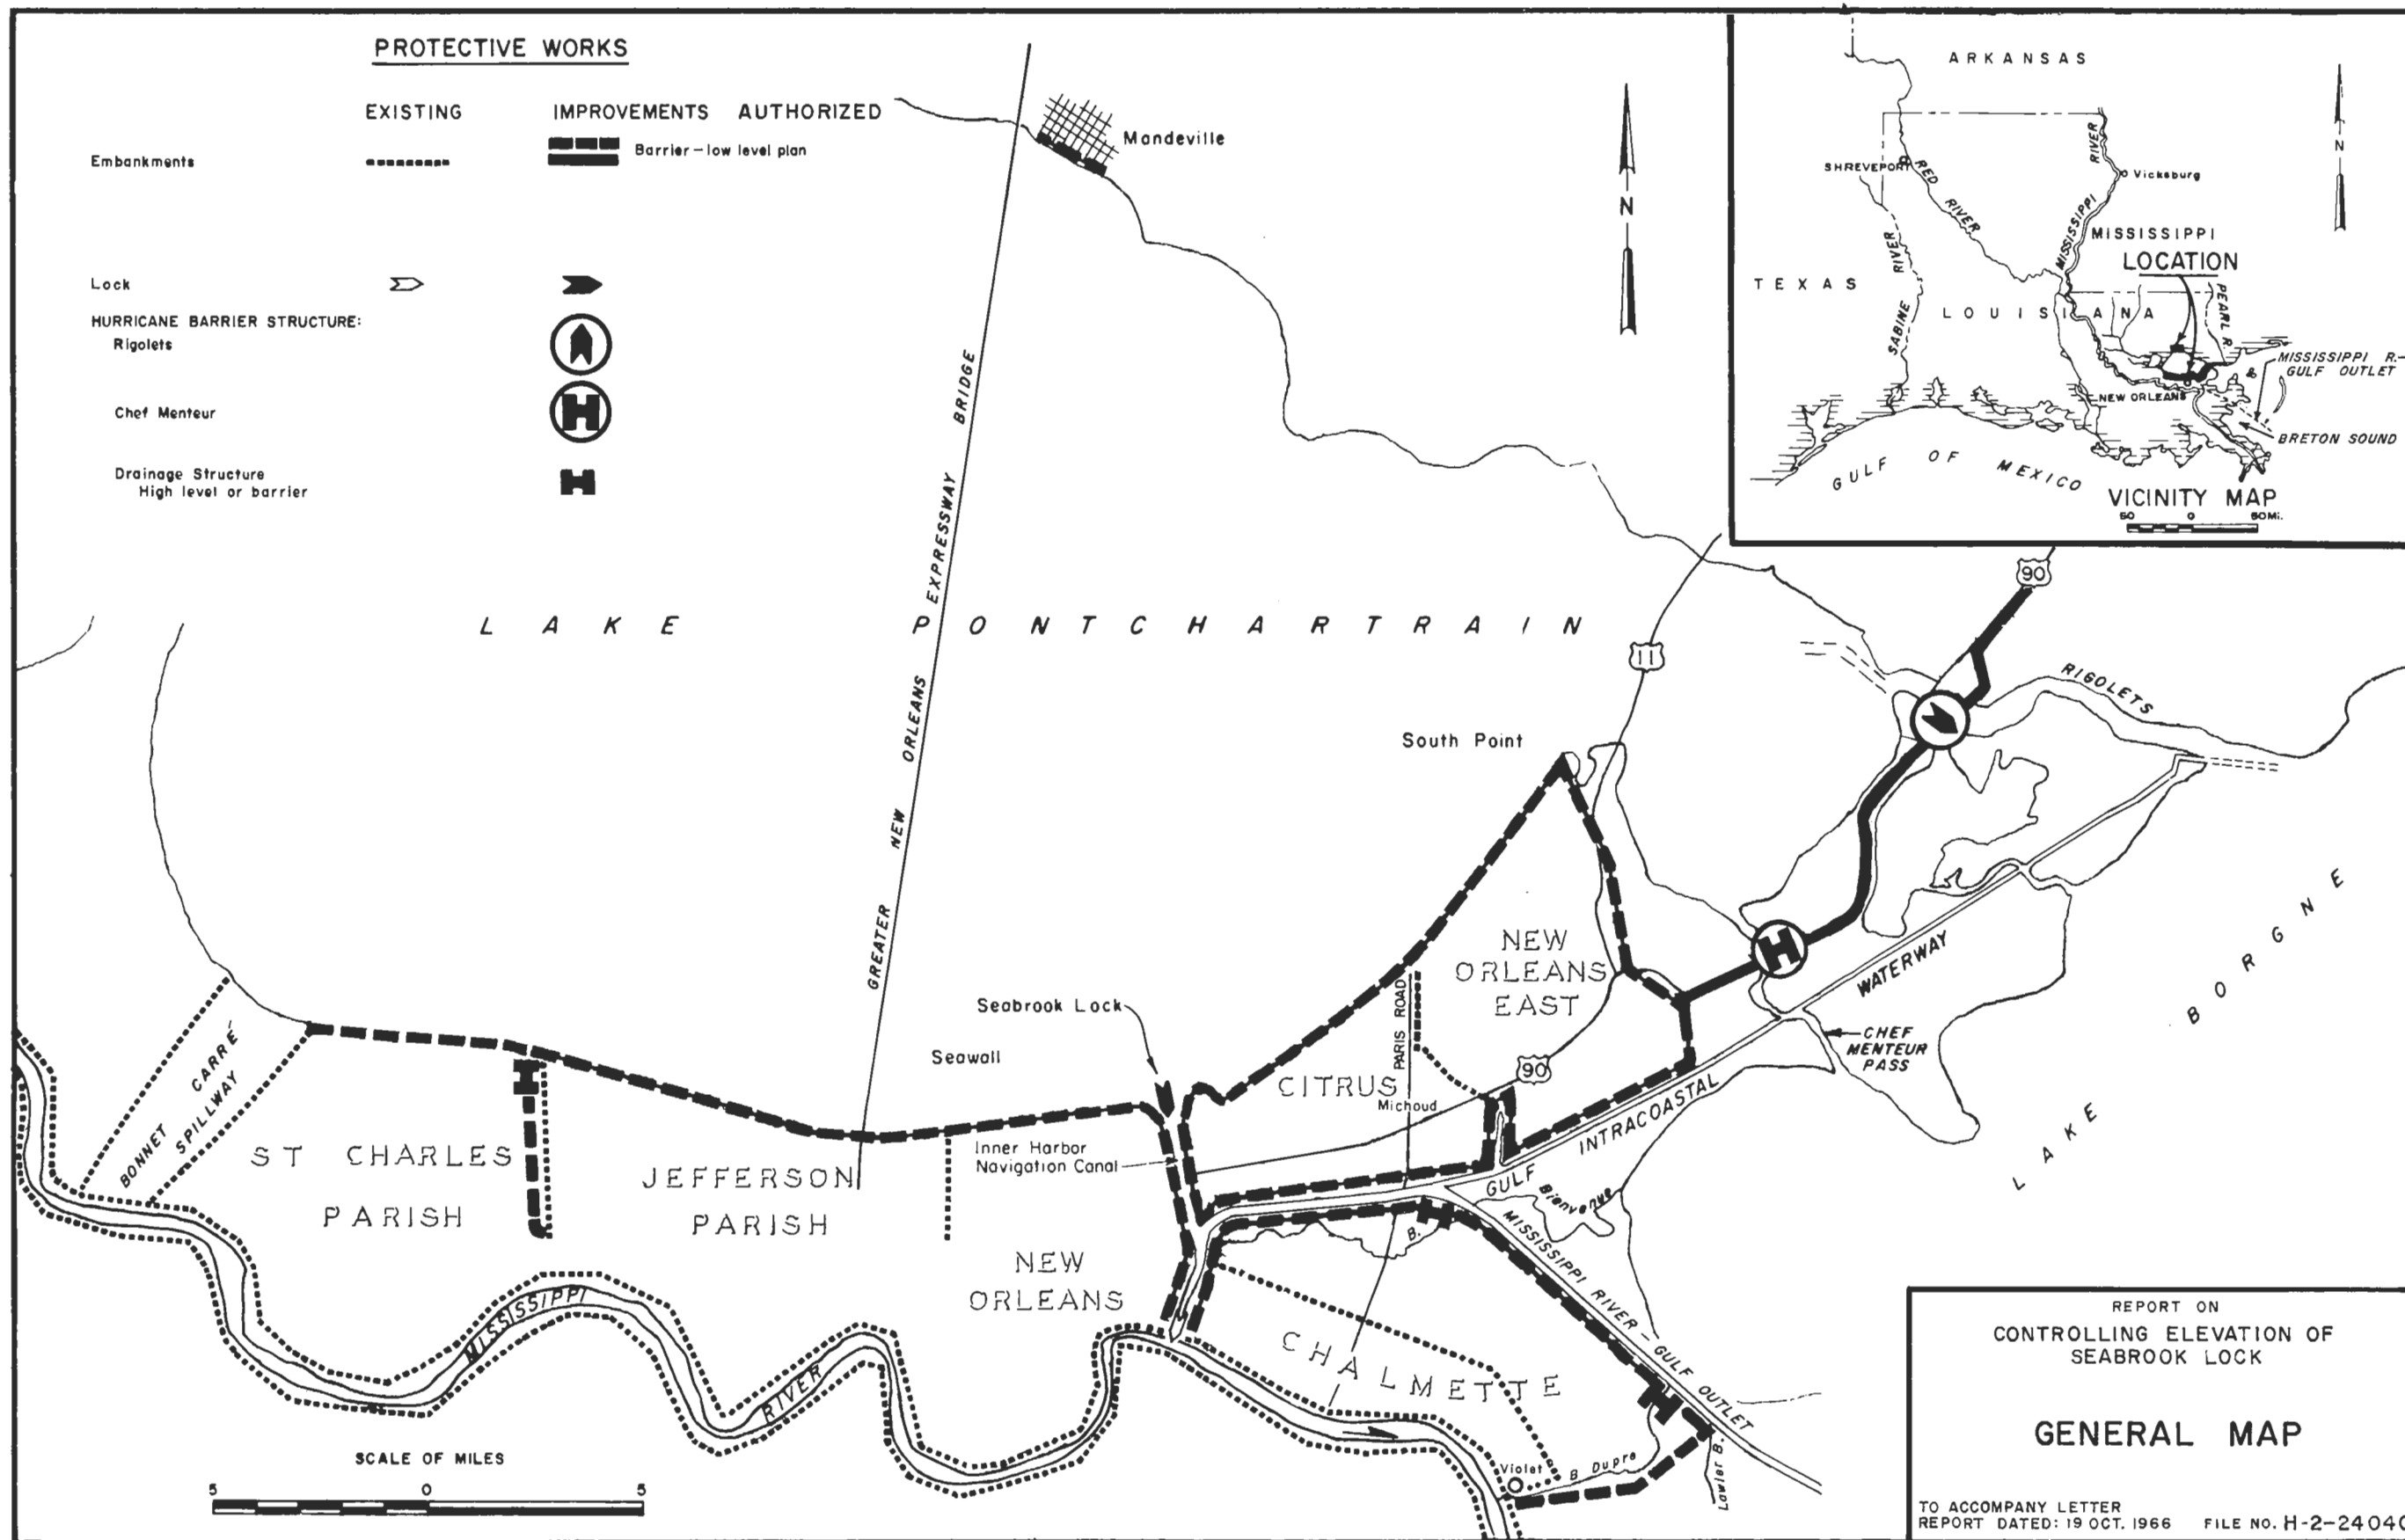 PROTECTIVE WORKS
EXISTING
IMPROVEMENTS AUTHORIZED
Embankments
Barrier-low level plan
Lock
HURRICANE BARRIER STRUCTURE:
Rigolets
Chef Menteur
Drainage Structure
High level or barrier
Mandeville
N
GREATER NEW ORLEANS EXPRESSWAY BRIDGE
LAKE PONTCHARTRAIN
ARKANSAS
N
SHREVEPORT
RED RIVER
MISSISSIPPI RIVER
Vicksburg
MISSISSIPPI
LOCATION
TEXAS
SABINE RIVER
LOUISIANA
PEARL R.
MISSISSIPPI R.-
GULF OUTLET
NEW ORLEANS
BRETON SOUND
GULF OF MEXICO
VICINITY MAP
50 0 50 Mi.
90
11
RIGOLETS
South Point
NEW
ORLEANS
EAST
WATERWAY
LAKE BORGNE
CHEF
MENTEUR
PASS
Seabrook Lock
Seawall
PARIS ROAD
90
CITRUS
Michoud
INTRACOASTAL
GULF
BONNET CARRÉ
SPILLWAY
ST CHARLES
PARISH
JEFFERSON
PARISH
Inner Harbor
Navigation Canal
B. Bienvenue
MISSISSIPPI RIVER - GULF OUTLET
NEW
ORLEANS
CHALMETTE
MISSISSIPPI RIVER
Violet
B Dupre
Lawler B.
SCALE OF MILES
5 0 5
REPORT ON
CONTROLLING ELEVATION OF
SEABROOK LOCK
GENERAL MAP
TO ACCOMPANY LETTER
REPORT DATED: 19 OCT. 1966 FILE NO. H-2-24040